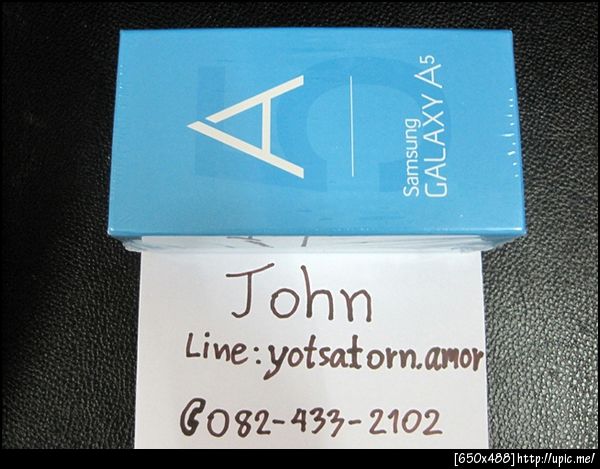 A
Samsung
GALAXY A5
John
Line: yotsatorn.amor
082-433-2102
[650x488]http://upic.me/